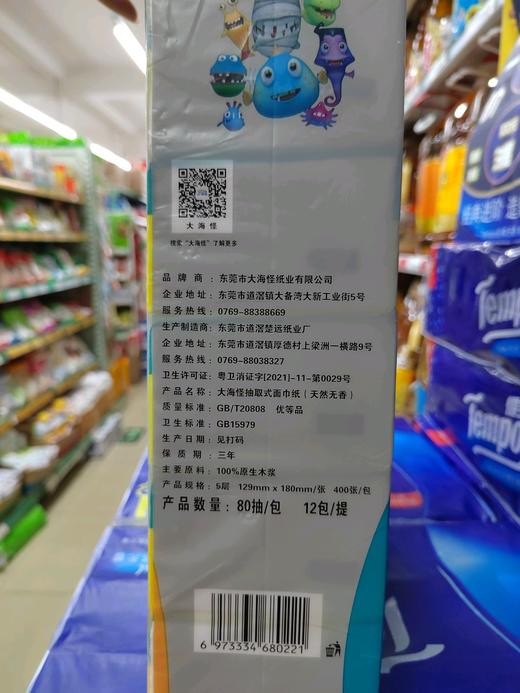 大海怪
搜索“大海怪”了解更多
品牌商：东莞市大海怪纸业有限公司
企业地址：东莞市道滘镇大备湾大新工业街5号
服务热线：0769-88388669
生产制造商：东莞市道滘楚远纸业厂
企业地址：东莞市道滘镇厚德村上梁洲一横路9号
服务热线：0769-88038327
卫生许可证：粤卫消证字[2021]-11-第0029号
产品名称：大海怪抽取式面巾纸（天然无香）
质量标准：GB/T20808 优等品
卫生标准：GB15979
生产日期：见打码
保质期：三年
主要原料：100%原生木浆
产品规格：5层 129mm x 180mm/张 400张/包
产品数量：80抽/包 12包/提
6 973334 680221
Tempo
Tempo